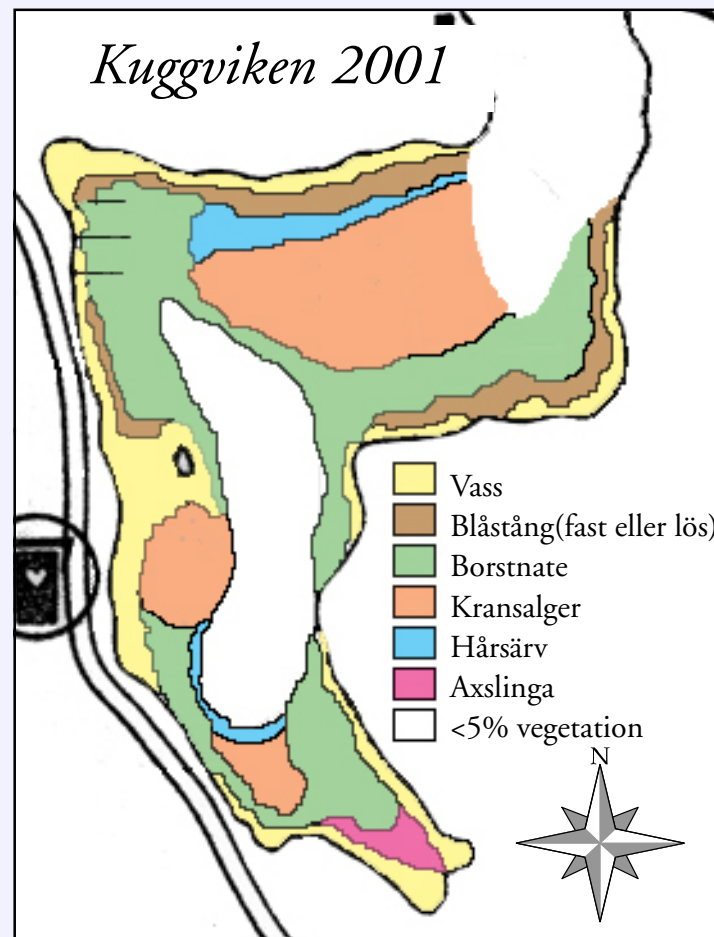 Kuggviken 2001
Vass
Blåstång(fast eller lös)
Borstnate
Kransalger
Hårsärv
Axslinga
<5% vegetation
N